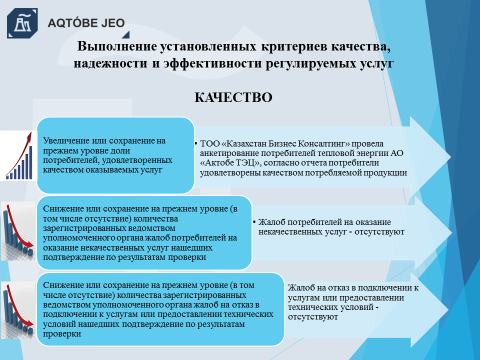 AQTÓBE JEO
Выполнение установленных критериев качества,
надежности и эффективности регулируемых услуг
КАЧЕСТВО
Увеличение или сохранение на
прежнем уровне доли
потребителей, удовлетворенных
качеством оказываемых услуг
• ТОО «Казахстан Бизнес Консалтинг» провела
анкетирование потребителей тепловой энергии АО
«Актобе ТЭЦ», согласно отчета потребители
удовлетворены качеством потребляемой продукции
Снижение или сохранение на прежнем уровне (в
том числе отсутствие) количества
зарегистрированных ведомством
уполномоченного органа жалоб потребителей на
оказание некачественных услуг нашедших
подтверждение по результатам проверки
• Жалоб потребителей на оказание
некачественных услуг - отсутствуют
Снижение или сохранение на прежнем уровне (в том
числе отсутствие) количества зарегистрированных
ведомством уполномоченного органа жалоб на отказ в
подключении к услугам или предоставлении технических
условий нашедших подтверждение по результатам
проверки
Жалоб на отказ в подключении к
услугам или предоставлении
технических условий -
отсутствуют